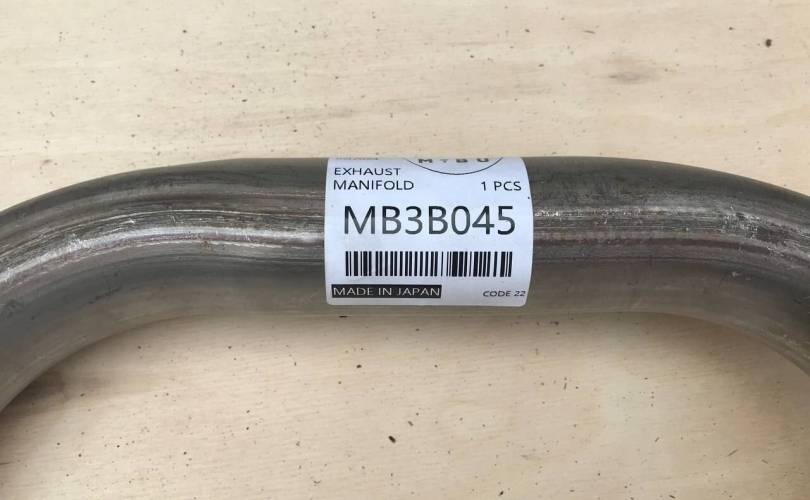 EXHAUST
MANIFOLD
1 PCS
MB3B045
MADE IN JAPAN
CODE 22